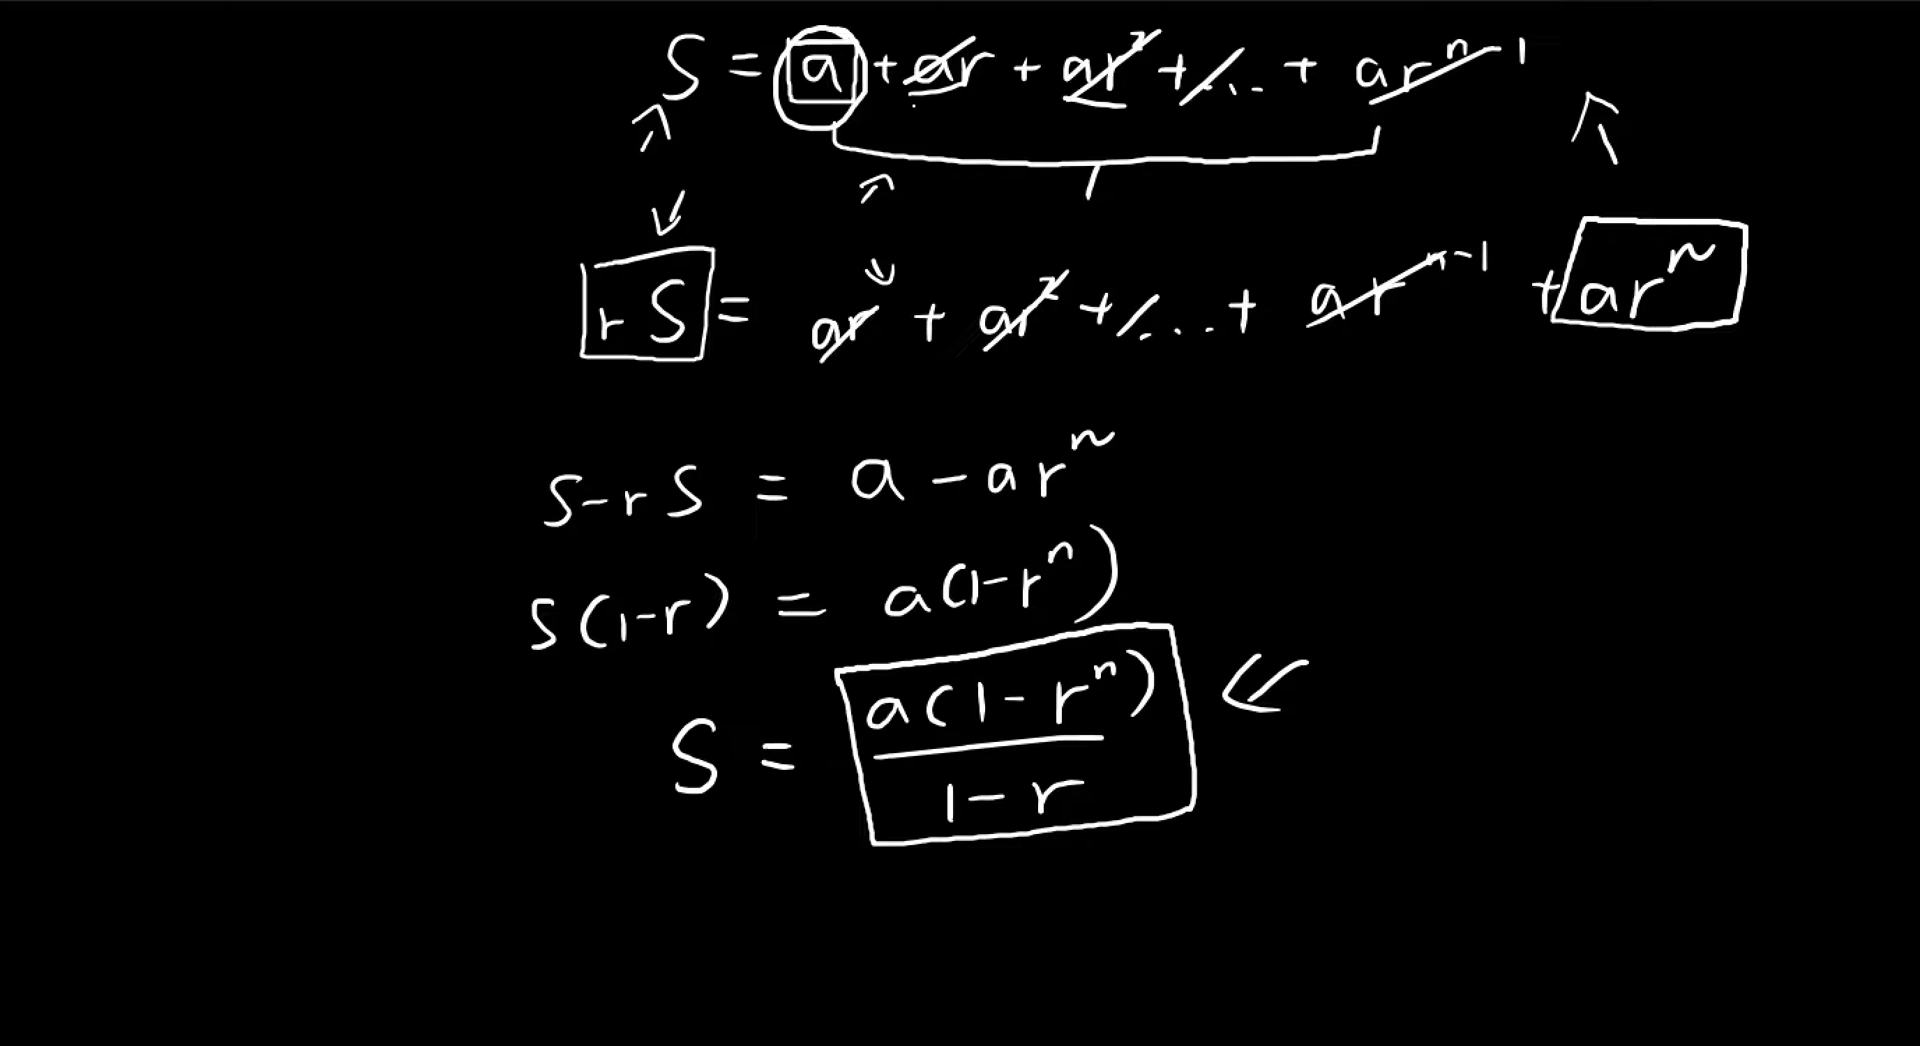 S = a + ar + ar² + ... + arⁿ⁻¹
rS = ar + ar² + ... + arⁿ⁻¹ + arⁿ
S-rS = a - arⁿ
S(1-r) = a(1-rⁿ)
S = a(1-rⁿ) / 1-r